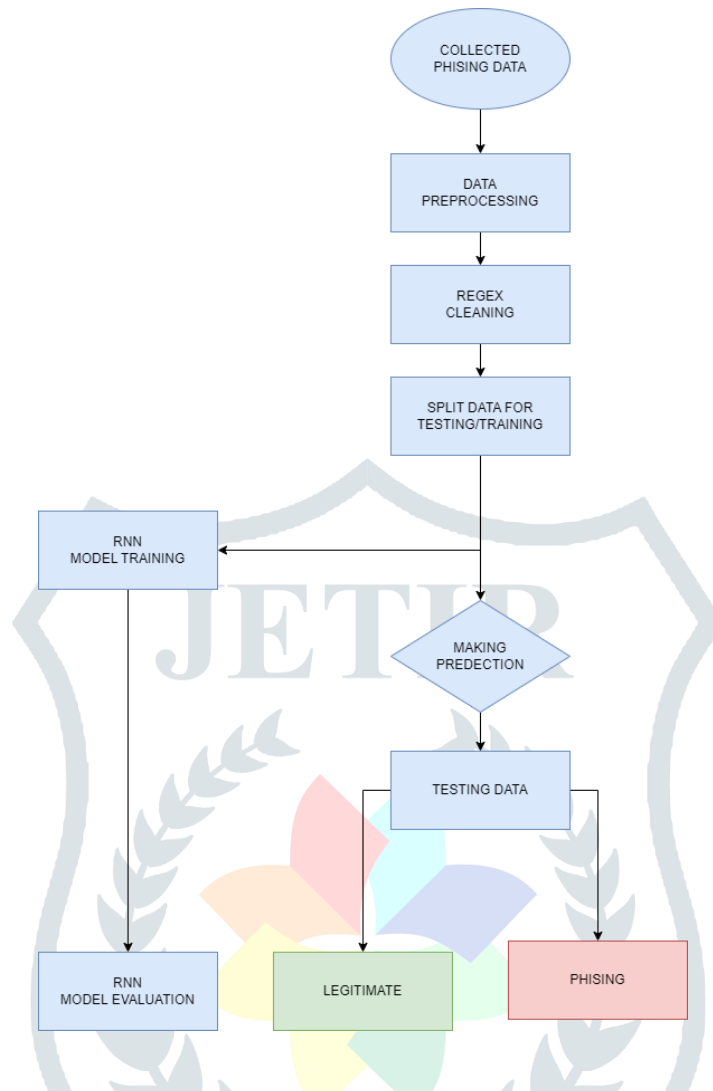 COLLECTED
PHISING DATA
DATA
PREPROCESSING
REGEX
CLEANING
SPLIT DATA FOR
TESTING/TRAINING
RNN
MODEL TRAINING
JETIR
MAKING
PREDECTION
TESTING DATA
RNN
MODEL EVALUATION
LEGITIMATE
PHISING